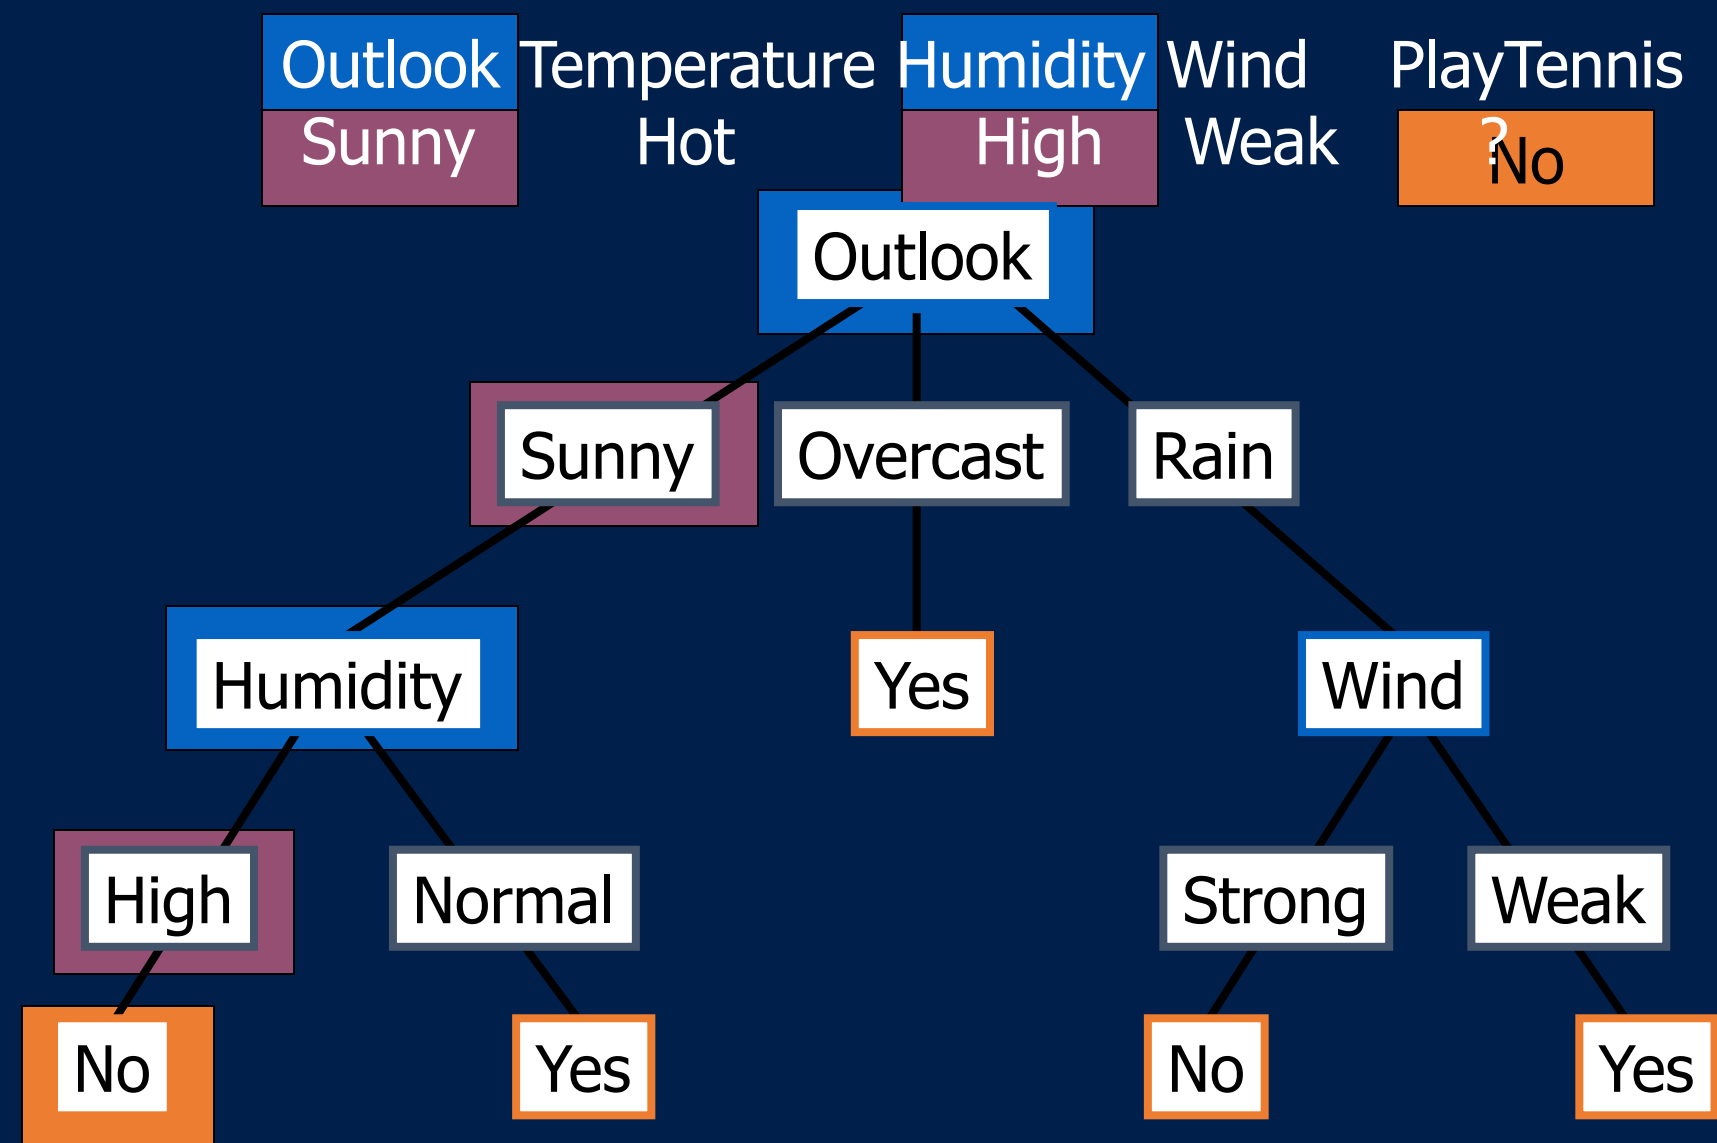 Outlook Temperature Humidity Wind PlayTennis
Sunny Hot High Weak ? No
Outlook
Sunny Overcast Rain
Humidity Yes Wind
High Normal Strong Weak
No Yes No Yes